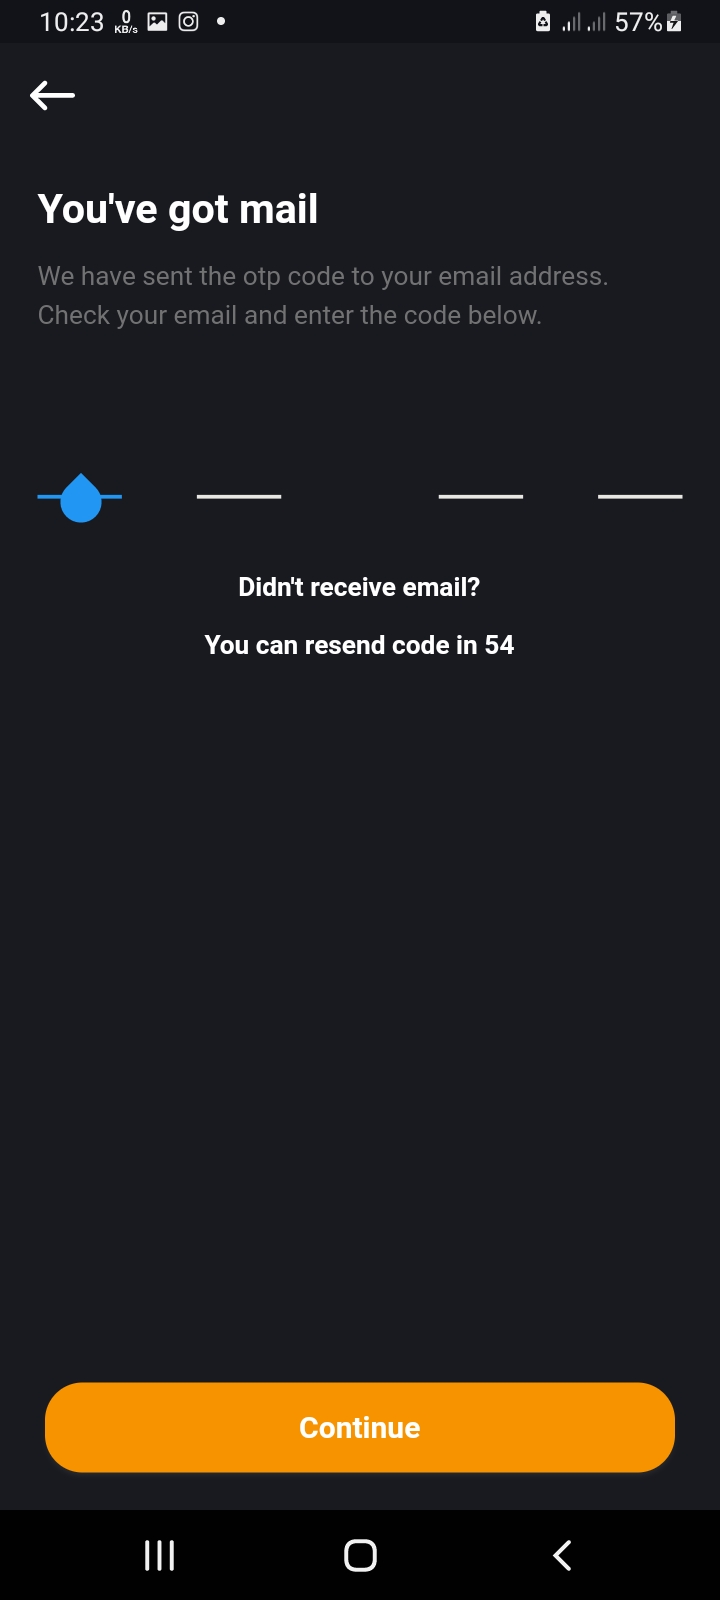 10:23 0 KB/s 57%
You've got mail
We have sent the otp code to your email address.
Check your email and enter the code below.
Didn't receive email?
You can resend code in 54
Continue